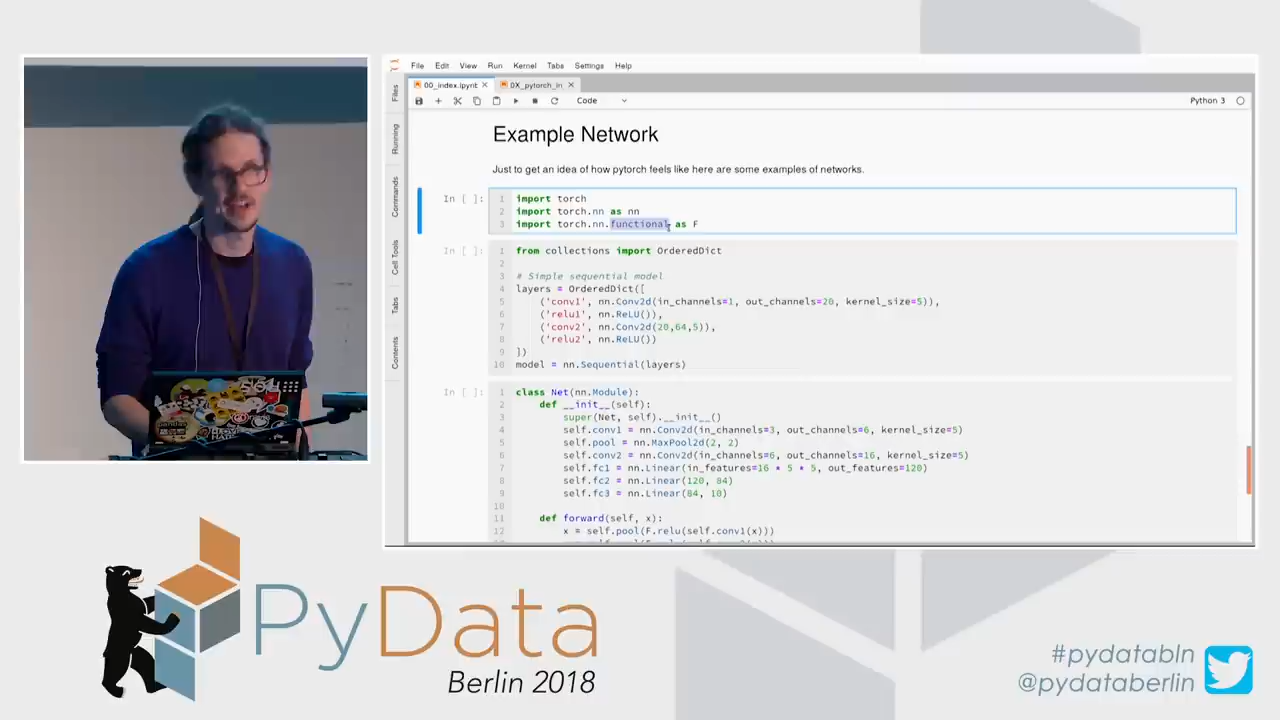 File Edit View Run Kernel Tabs Settings Help
00_index.ipynt × DX_pytorch_in ×
Code
Python 3
Files
Running
Commands
Cell Tools
Tabs
Contents
Example Network
Just to get an idea of how pytorch feels like here are some examples of networks.
In [ ]:
1 import torch
2 import torch.nn as nn
3 import torch.nn.functional as F
In [ ]:
1 from collections import OrderedDict
2
3 # Simple sequential model
4 layers = OrderedDict([
5 ('conv1', nn.Conv2d(in_channels=1, out_channels=20, kernel_size=5)),
6 ('relu1', nn.ReLU()),
7 ('conv2', nn.Conv2d(20,64,5)),
8 ('relu2', nn.ReLU())
9 ])
10 model = nn.Sequential(layers)
In [ ]:
1 class Net(nn.Module):
2 def __init__(self):
3 super(Net, self).__init__()
4 self.conv1 = nn.Conv2d(in_channels=3, out_channels=6, kernel_size=5)
5 self.pool = nn.MaxPool2d(2, 2)
6 self.conv2 = nn.Conv2d(in_channels=6, out_channels=16, kernel_size=5)
7 self.fc1 = nn.Linear(in_features=16 * 5 * 5, out_features=120)
8 self.fc2 = nn.Linear(120, 84)
9 self.fc3 = nn.Linear(84, 10)
10
11 def forward(self, x):
12 x = self.pool(F.relu(self.conv1(x)))
PyData
Berlin 2018
#pydatabln
@pydataberlin